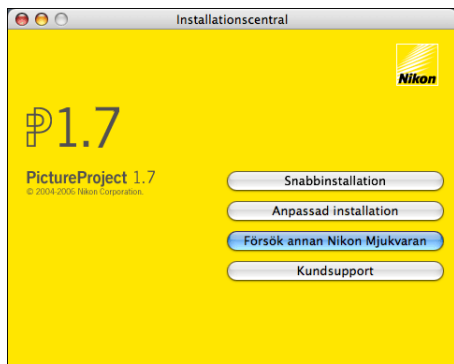 Installationscentral
Nikon
P1.7
PictureProject 1.7
© 2004-2006 Nikon Corporation.
Snabbinstallation
Anpassad installation
Försök annan Nikon Mjukvaran
Kundsupport